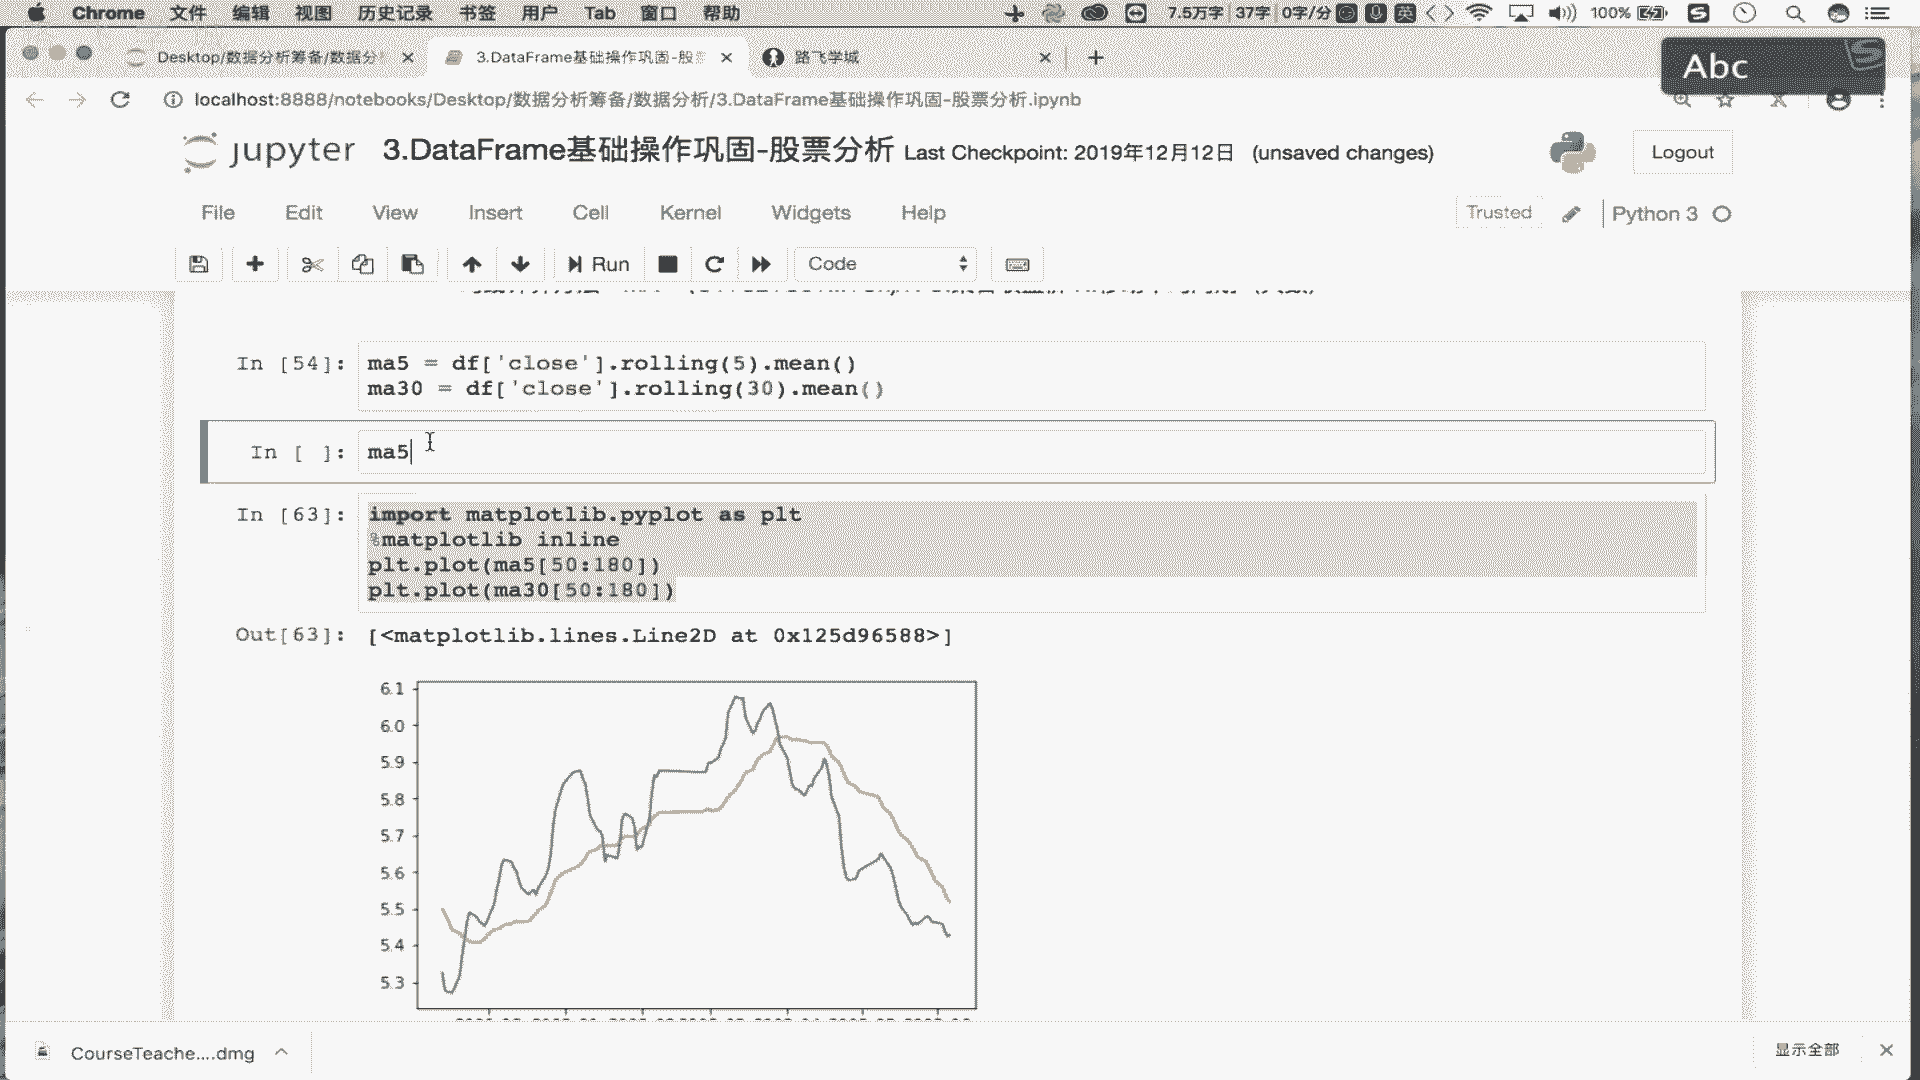 Chrome 文件 编辑 视图 历史记录 书签 用户 Tab 窗口 帮助 7.5万字 37字 0字/分 英 100%
Desktop/数据分析筹备/数据分 3.DataFrame基础操作巩固-股 路飞学城
Abc
localhost:8888/notebooks/Desktop/数据分析筹备/数据分析/3.DataFrame基础操作巩固-股票分析.ipynb
jupyter 3.DataFrame基础操作巩固-股票分析 Last Checkpoint: 2019年12月12日 (unsaved changes) Logout
File Edit View Insert Cell Kernel Widgets Help Trusted Python 3
Run Code
In [54]: ma5 = df['close'].rolling(5).mean()
ma30 = df['close'].rolling(30).mean()
In [ ]: ma5
In [63]: import matplotlib.pyplot as plt
%matplotlib inline
plt.plot(ma5[50:180])
plt.plot(ma30[50:180])
Out[63]: [<matplotlib.lines.Line2D at 0x125d96588>]
6.1
6.0
5.9
5.8
5.7
5.6
5.5
5.4
5.3
CourseTeache....dmg 显示全部